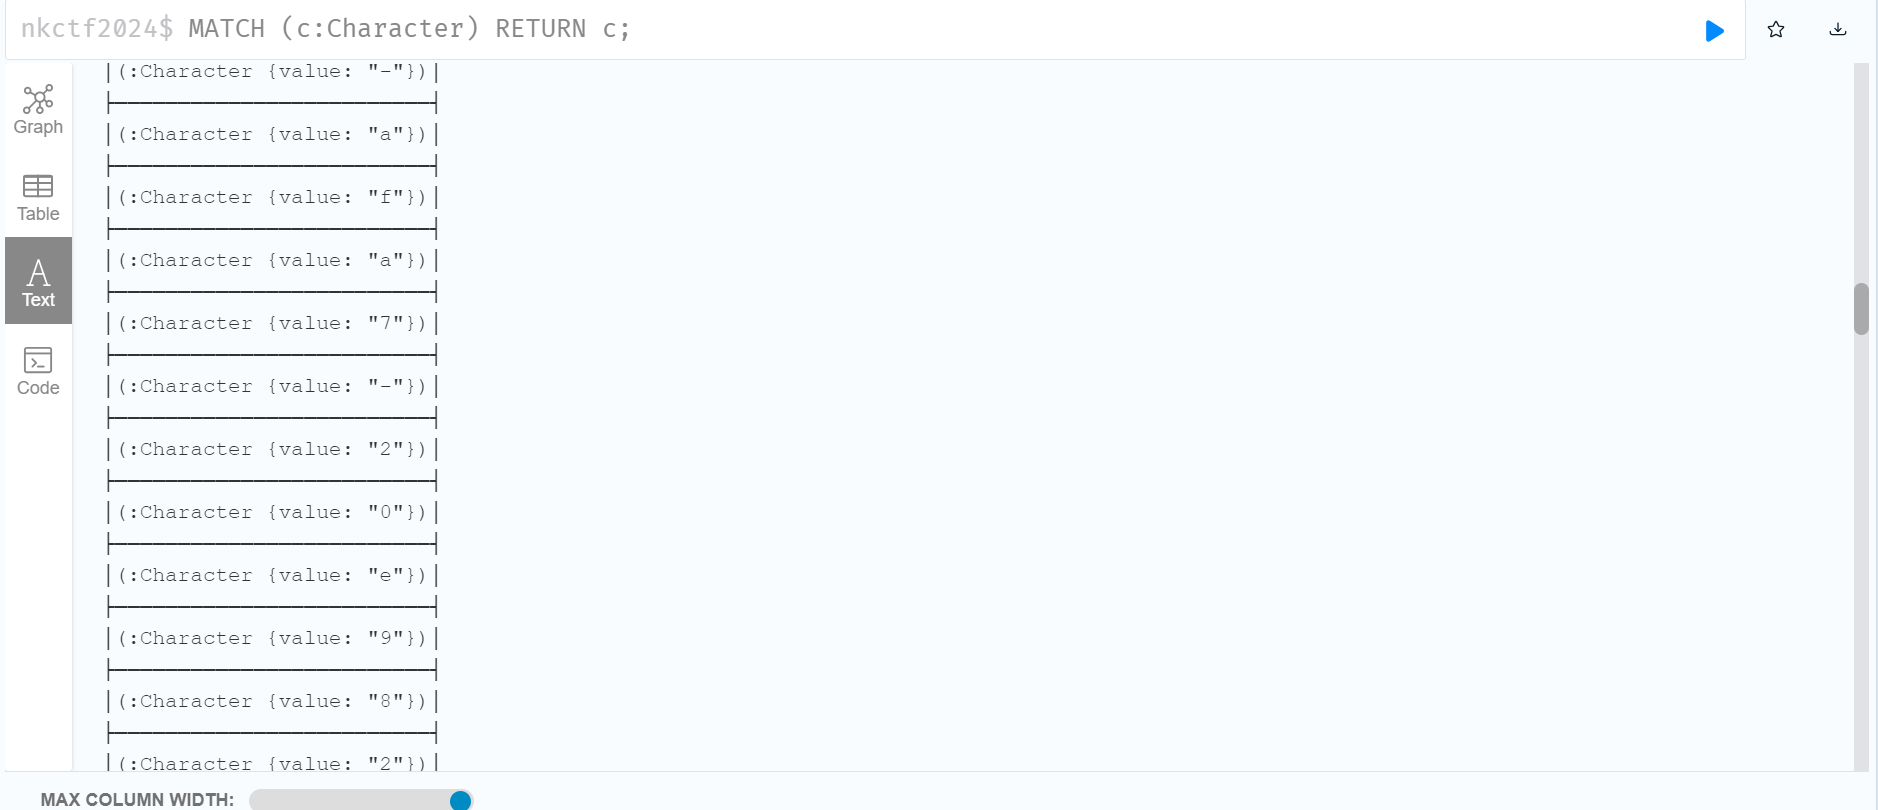 nkctf2024$ MATCH (c:Character) RETURN c;
|(:Character {value: "-"})|
Graph
|(:Character {value: "a"})|
|(:Character {value: "f"})|
Table
|(:Character {value: "a"})|
Text
|(:Character {value: "7"})|
|(:Character {value: "-"})|
Code
|(:Character {value: "2"})|
|(:Character {value: "0"})|
|(:Character {value: "e"})|
|(:Character {value: "9"})|
|(:Character {value: "8"})|
|(:Character {value: "2"})|
MAX COLUMN WIDTH: